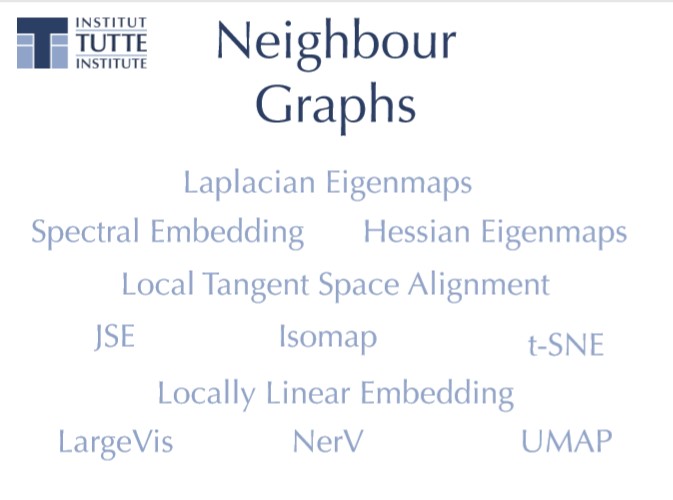 INSTITUT
TUTTE
INSTITUTE
Neighbour
Graphs
Laplacian Eigenmaps
Spectral Embedding Hessian Eigenmaps
Local Tangent Space Alignment
JSE Isomap t-SNE
Locally Linear Embedding
LargeVis NerV UMAP